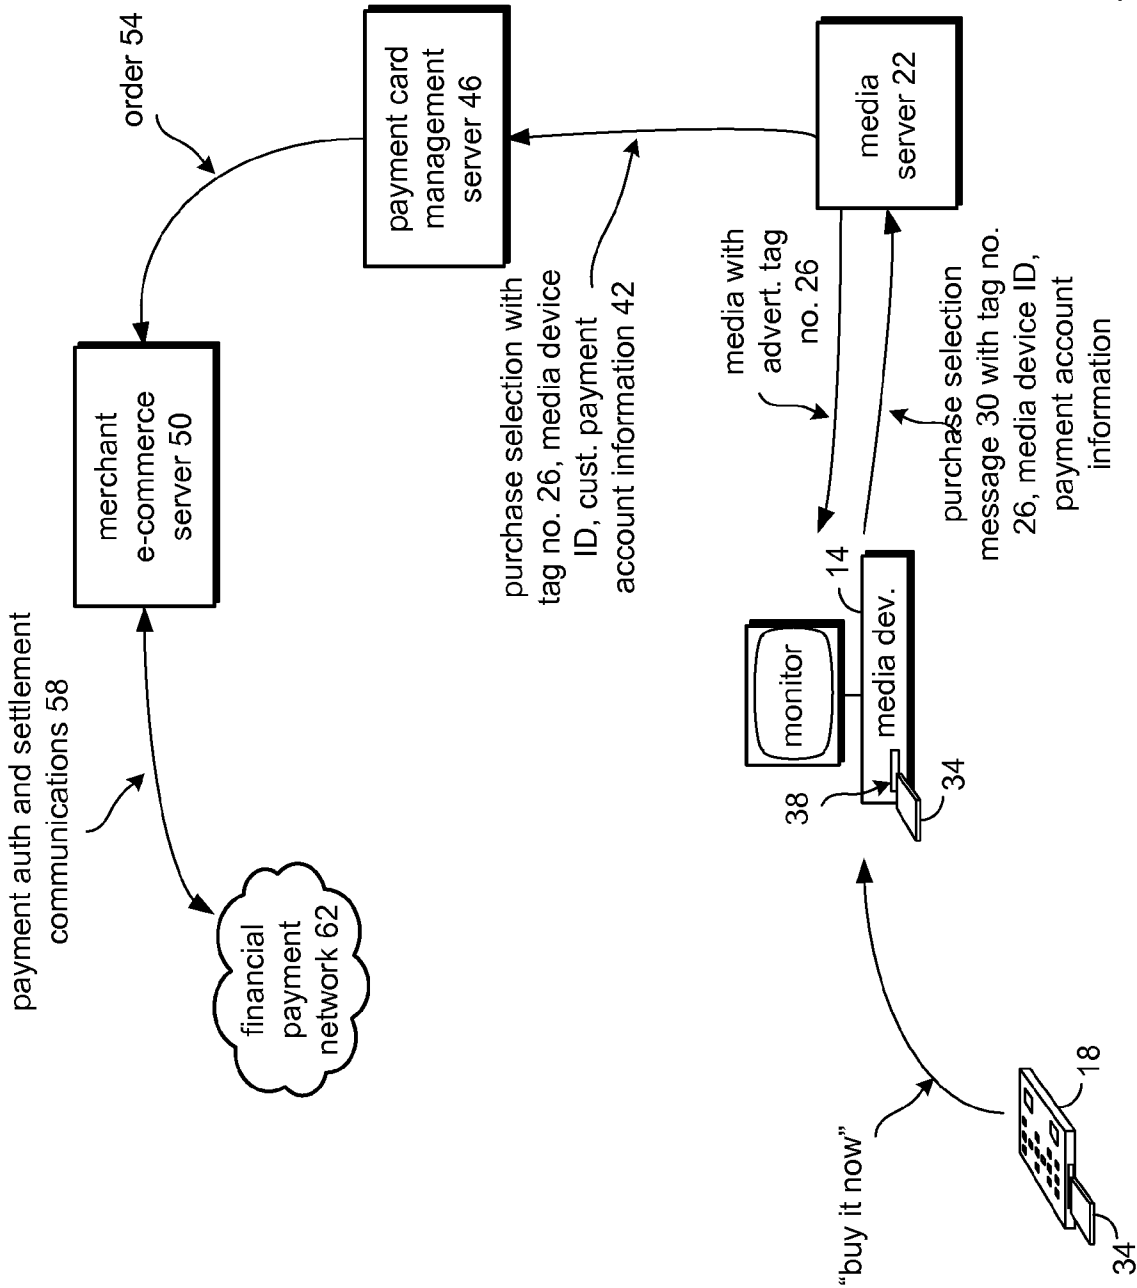 payment auth and settlement
communications 58
merchant
e-commerce
server 50
order 54
financial
payment
network 62
payment card
management
server 46
purchase selection with
tag no. 26, media device
ID, cust. payment
account information 42
media with
advert. tag
no. 26
media
server 22
monitor
14
media dev.
38
34
purchase selection
message 30 with tag no.
26, media device ID,
payment account
information
"buy it now"
18
34